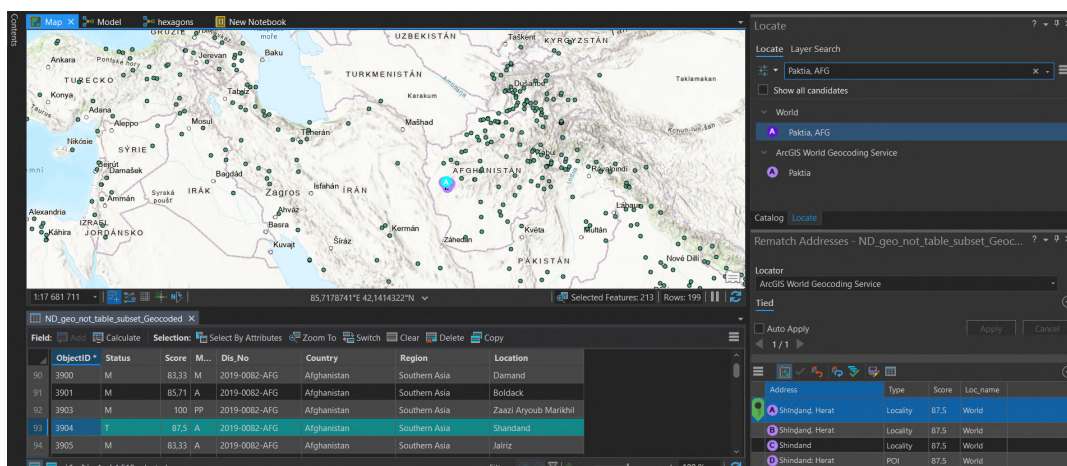 Contents
Map
Model
hexagons
New Notebook
Locate
Locate Layer Search
Paktia, AFG
Show all candidates
World
Paktia, AFG
ArcGIS World Geocoding Service
Paktia
Catalog Locate
GRUZIE
moře
UZBEKISTÁN
Taškent
KYRGYZSTÁN
Ankara
Pontské hory
Jerevan
Baku
TURECKO
Tabríz
TURKMENISTÁN
Amudarja
Dušanbe
Taklamakan
Konya
Karakum
Adana
Aleppo
Mosul
Teherán
Mašhad
Nikósie
SÝRIE
Bejrút
Damašek
Bagdád
AFGHÁNISTÁN
Kábul
Rávalpindí
Ammán
Syrská
poušť
IRÁK
Zagros
Isfahán
ÍRÁN
Alexandria
Ahváz
Láhaur
IZRAEL
Basra
Kermán
Káhira
JORDÁNSKO
Kuvajt
Šíráz
Záhedán
Kvéta
Multán
PÁKISTÁN
Nové Dillí
1:17 681 711
85,7178741°E 42,1414322°N
Selected Features: 213
Rows: 199
Rematch Addresses - ND_geo_not_table_subset_Geoc...
Locator
ArcGIS World Geocoding Service
Tied
Auto Apply
Apply
Cancel
1/1
ND_geo_not_table_subset_Geocoded
Field: Add Calculate Selection: Select By Attributes Zoom To Switch Clear Delete Copy
ObjectID * Status Score M... Dis_No Country Region Location
90 3900 M 83,33 M 2019-0082-AFG Afghanistan Southern Asia Damand
91 3901 M 85,71 A 2019-0082-AFG Afghanistan Southern Asia Boldack
92 3903 M 100 PP 2019-0082-AFG Afghanistan Southern Asia Zaazi Aryoub Marikhil
93 3904 T 87,5 A 2019-0082-AFG Afghanistan Southern Asia Shandand
94 3905 M 83,33 A 2019-0082-AFG Afghanistan Southern Asia Jalriz
Address Type Score Loc_name
A Shīnḍanḍ, Herat Locality 87.5 World
B Shīnḍanḍ, Herat Locality 87.5 World
C Shindand Locality 87.5 World
D Shindand: Herat POI 87.5 World